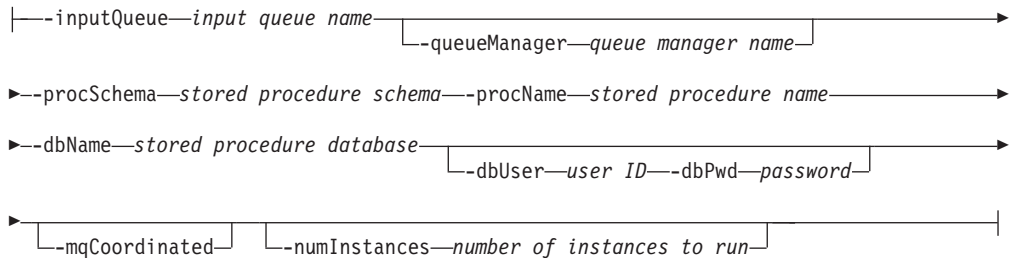 -inputQueue input queue name
-queueManager queue manager name
-procSchema stored procedure schema -procName stored procedure name
-dbName stored procedure database
-dbUser user ID -dbPwd password
-mqCoordinated -numInstances number of instances to run